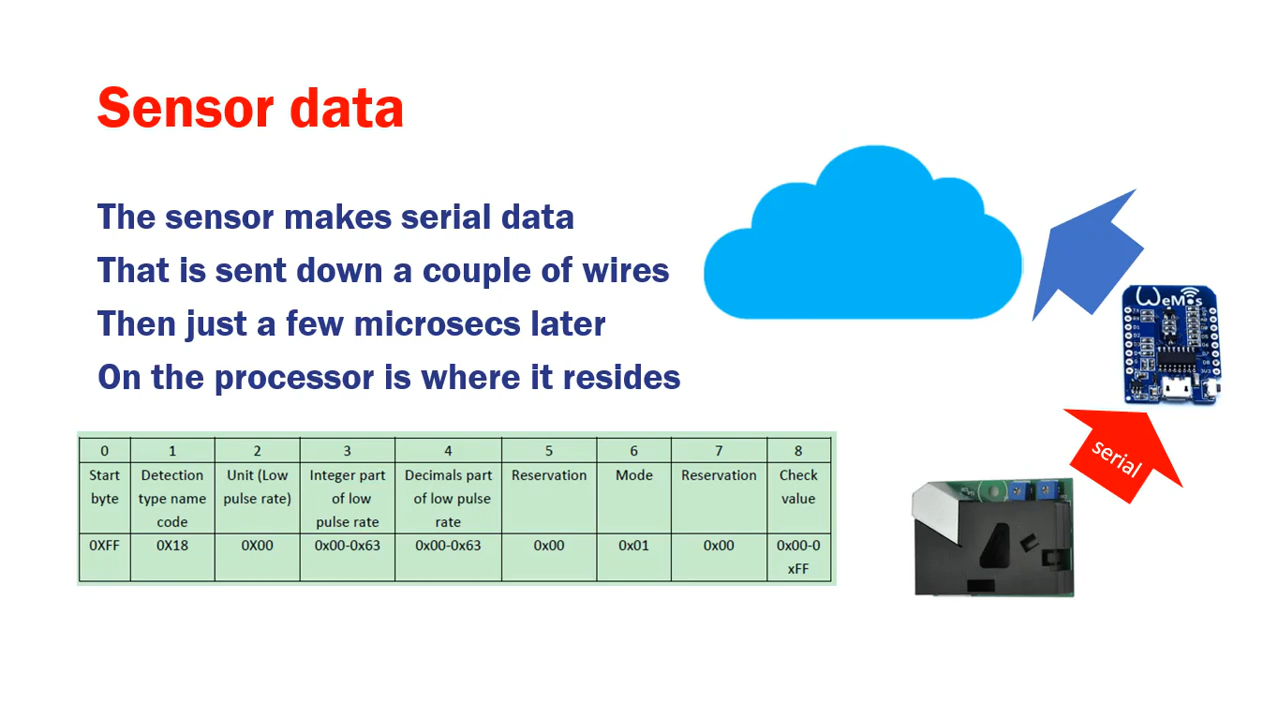 Sensor data
The sensor makes serial data
That is sent down a couple of wires
Then just a few microsecs later
On the processor is where it resides
WeMos
serial
0 1 2 3 4 5 6 7 8
Start byte Detection type name code Unit (Low pulse rate) Integer part of low pulse rate Decimals part of low pulse rate Reservation Mode Reservation Check value
0XFF 0X18 0X00 0x00-0x63 0x00-0x63 0x00 0x01 0x00 0x00-0xFF